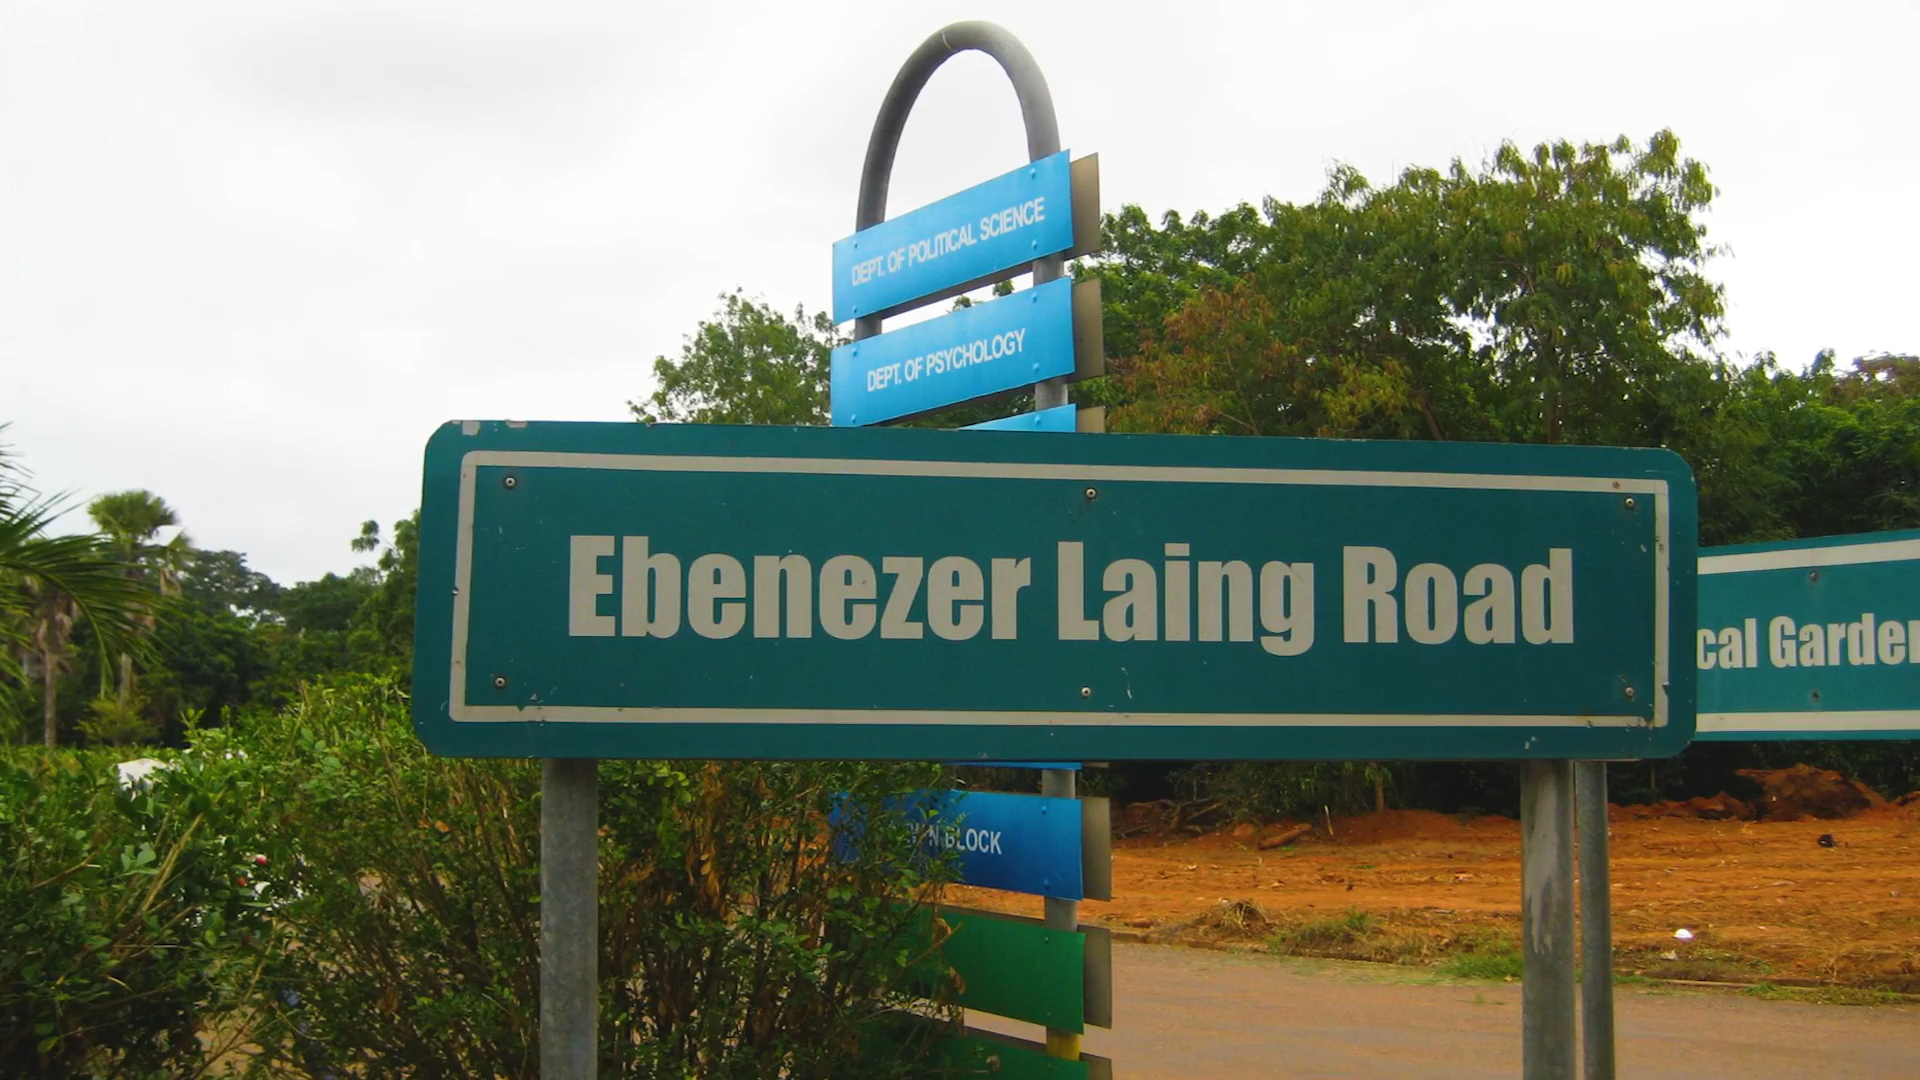 DEPT. OF POLITICAL SCIENCE
DEPT. OF PSYCHOLOGY
Ebenezer Laing Road
cal Garden
BLOCK